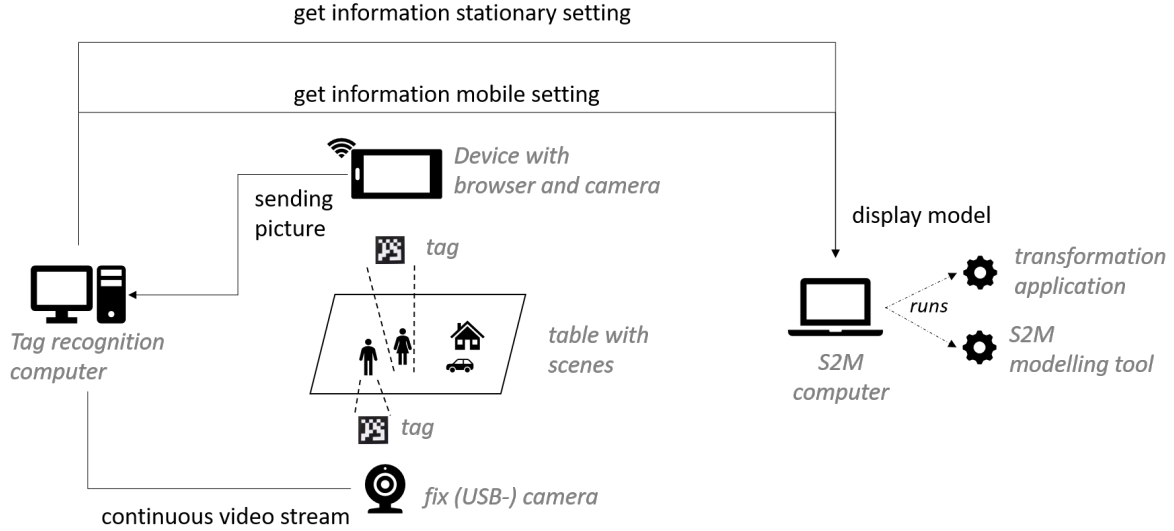 get information stationary setting
get information mobile setting
Device with
browser and camera
sending
picture
tag
display model
transformation
application
runs
Tag recognition
computer
table with
scenes
S2M
computer
S2M
modelling tool
tag
fix (USB-) camera
continuous video stream